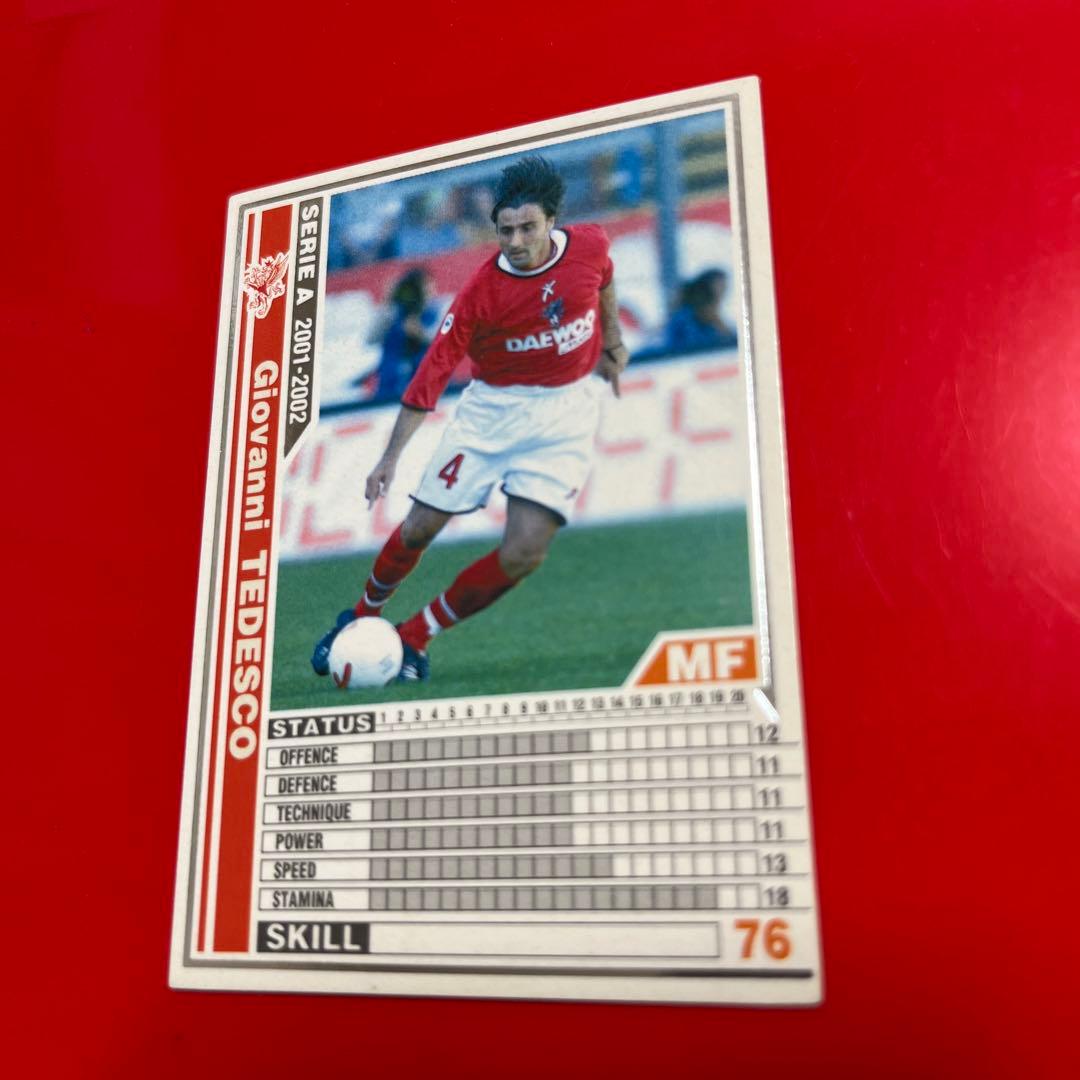 SERIE A 2001-2002
Giovanni TEDESCO
DAEWOO
4
MF
STATUS 1 2 3 4 5 6 7 8 9 10 11 12 13 14 15 16 17 18 19 20
OFFENCE 12
DEFENCE 11
TECHNIQUE 11
POWER 11
SPEED 13
STAMINA 18
SKILL 76